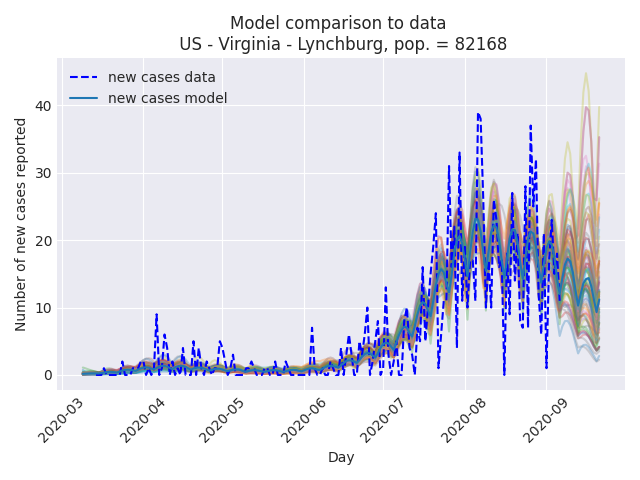 Model comparison to data
US - Virginia - Lynchburg, pop. = 82168
new cases data
new cases model
Number of new cases reported
40
30
20
10
0
2020-03
2020-04
2020-05
2020-06
2020-07
2020-08
2020-09
Day